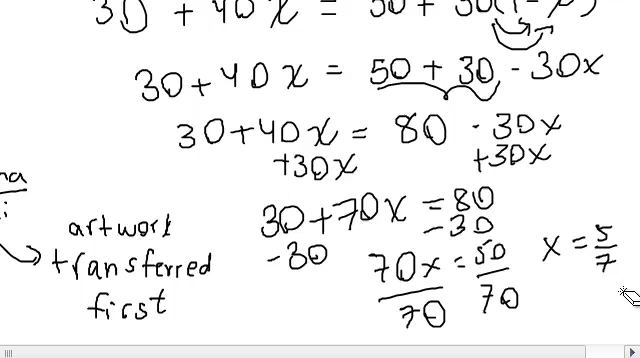 30 + 40x = 50 + 30(1-x)
30 + 40x = 50 + 30 - 30x
30 + 40x = 80 - 30x
+30x +30x
30 + 70x = 80
-30 -30
70x = 50
70 70
x = 5/7
artwork
transferred
first